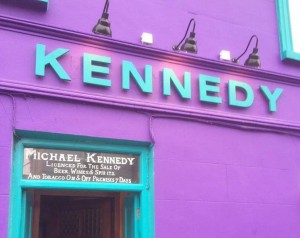 KENNEDY
MICHAEL KENNEDY
LICENCED FOR THE SALE OF
BEER, WINES & SPIRITS
AND TOBACCO ON & OFF PREMISES 7 DAYS